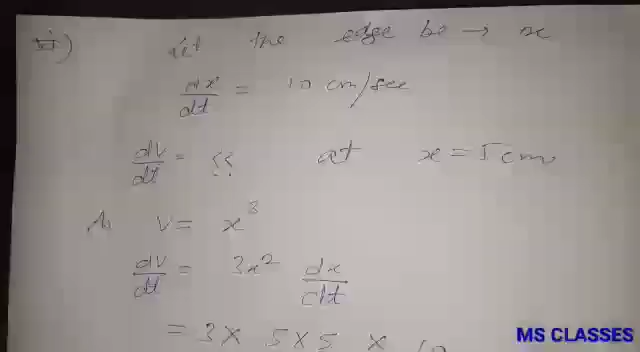 Let the edge be → x
dx/dt = 10 cm/sec
dv/dt = ?? at x = 5 cm
As v = x³
dv/dt = 3x² dx/dt
= 3 × 5 × 5 × 10
MS CLASSES